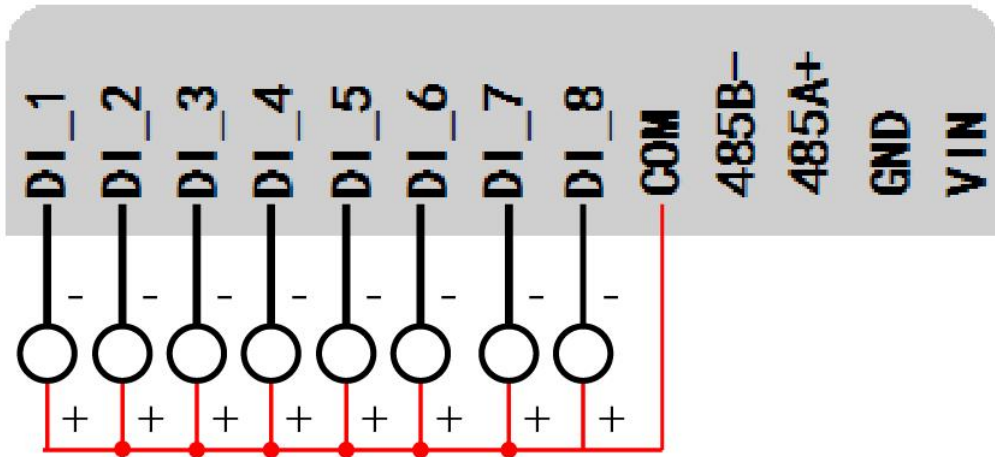 DI_1
DI_2
DI_3
DI_4
DI_5
DI_6
DI_7
DI_8
COM
485B-
485A+
GND
VIN
- - - - - - - -
+ + + + + + + +